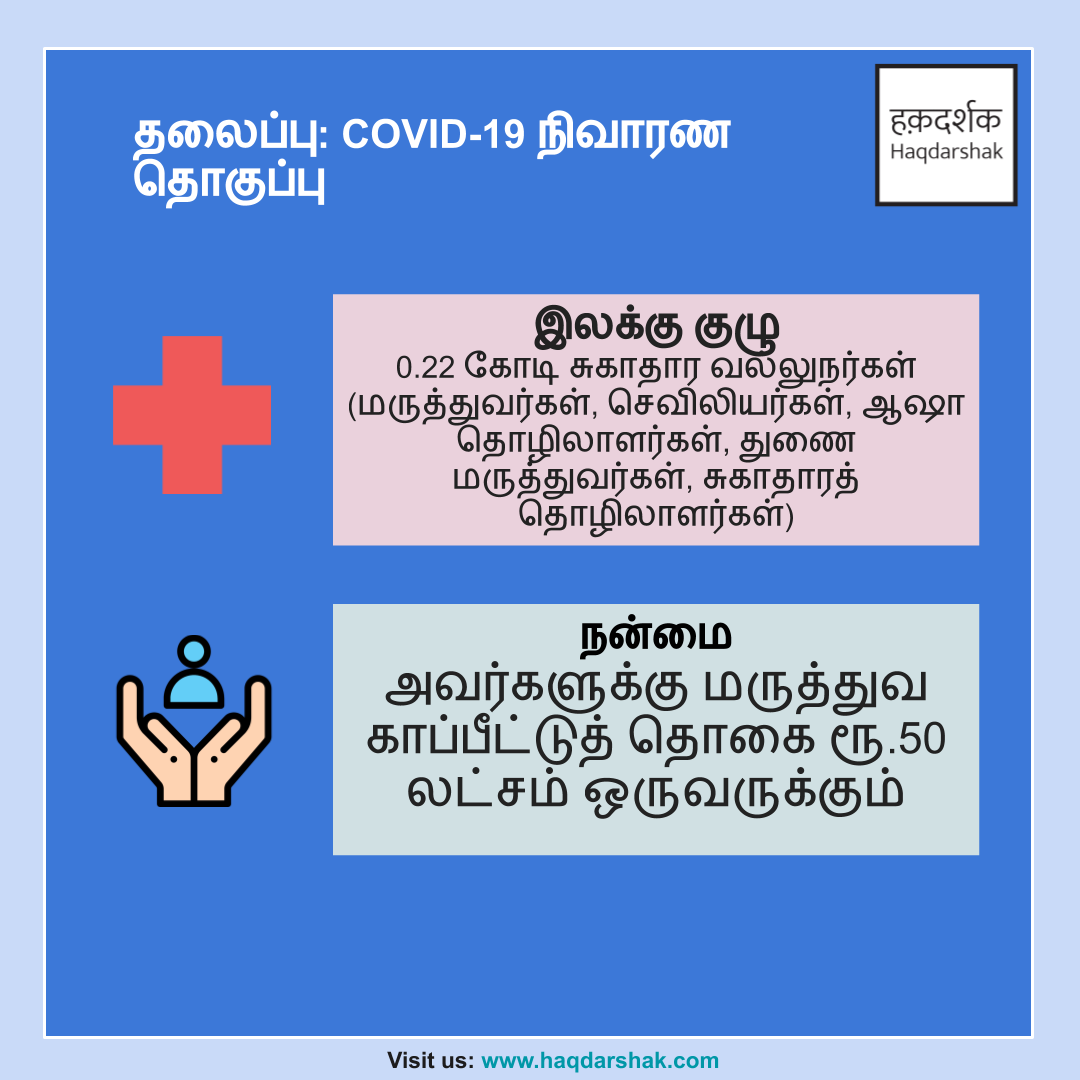 தலைப்பு: COVID-19 நிவாரண
தொகுப்பு
हक़दर्शक
Haqdarshak
இலக்கு குழு
0.22 கோடி சுகாதார வல்லுநர்கள்
(மருத்துவர்கள், செவிலியர்கள், ஆஷா
தொழிலாளர்கள், துணை
மருத்துவர்கள், சுகாதாரத்
தொழிலாளர்கள்)
நன்மை
அவர்களுக்கு மருத்துவ
காப்பீட்டுத் தொகை ரூ.50
லட்சம் ஒருவருக்கும்
Visit us: www.haqdarshak.com